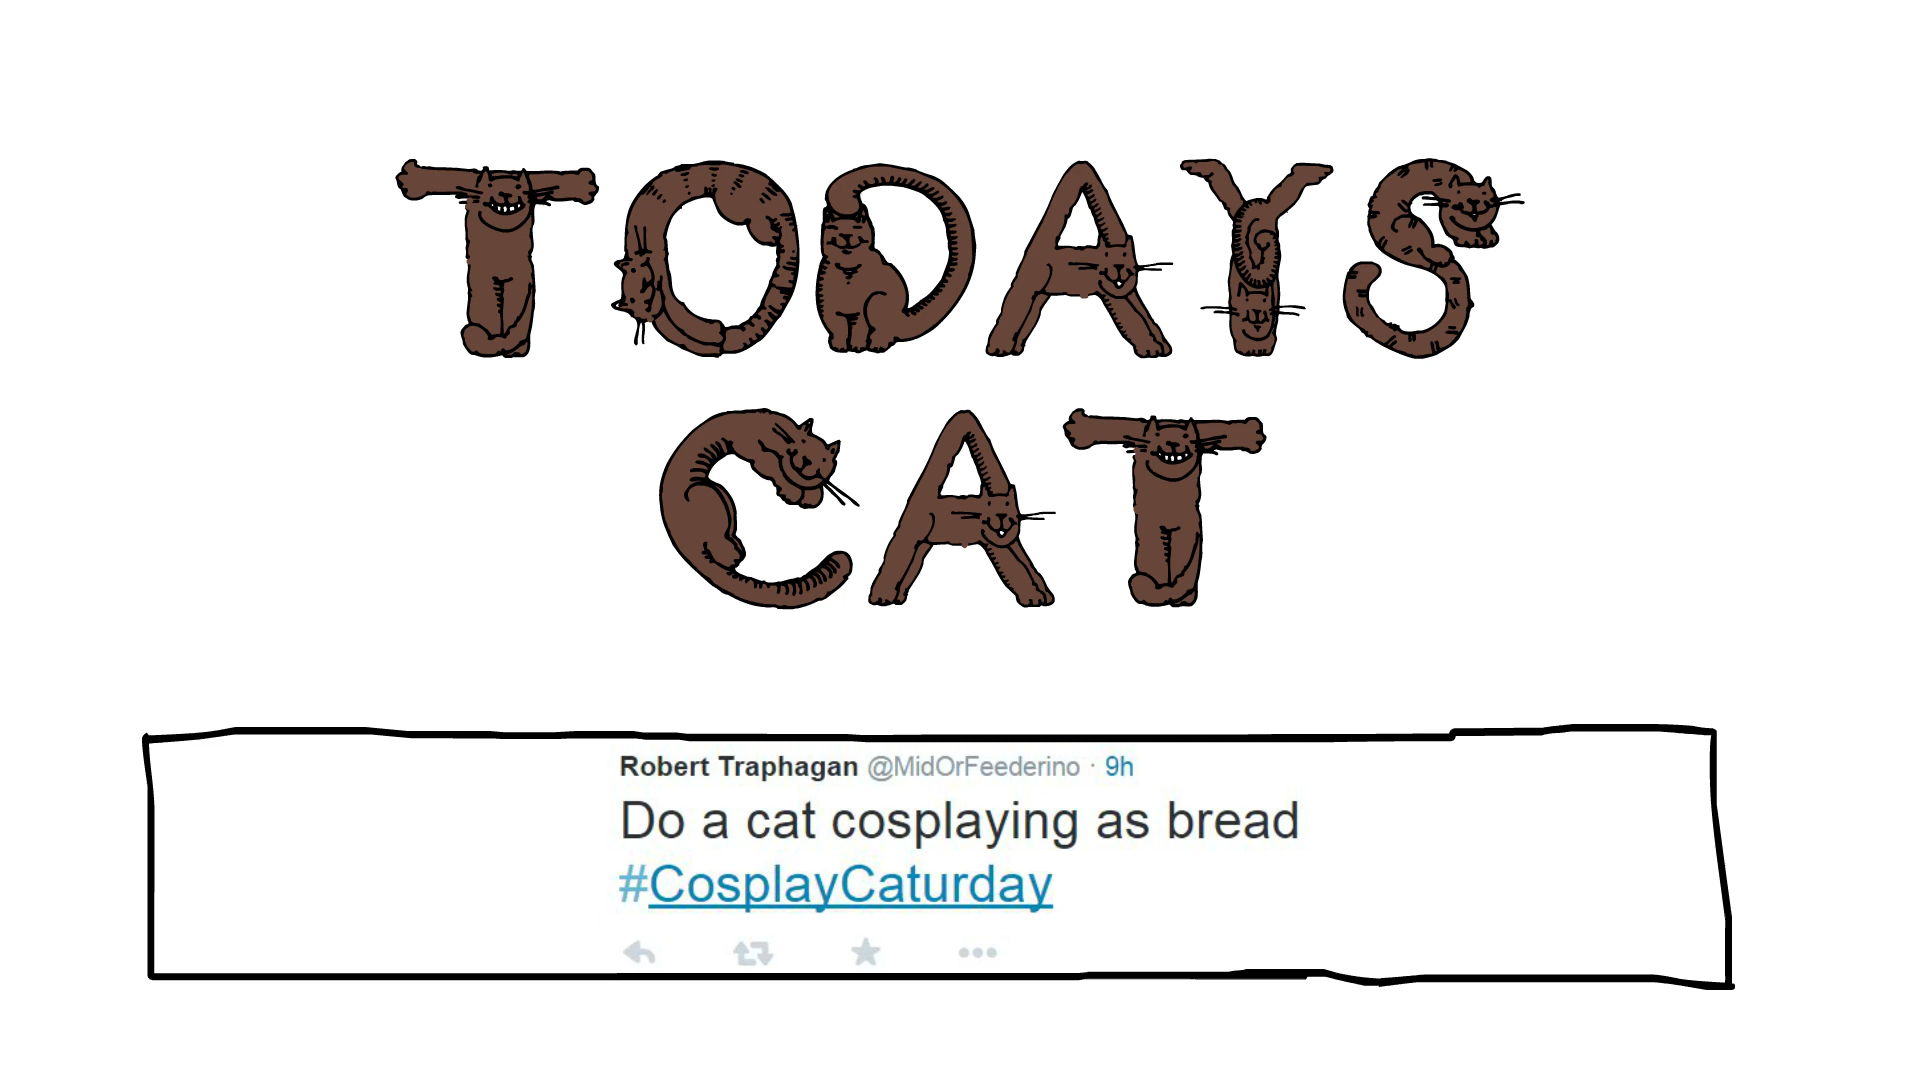 TODAYS
CAT
Robert Traphagan @MidOrFeederino · 9h
Do a cat cosplaying as bread
#CosplayCaturday